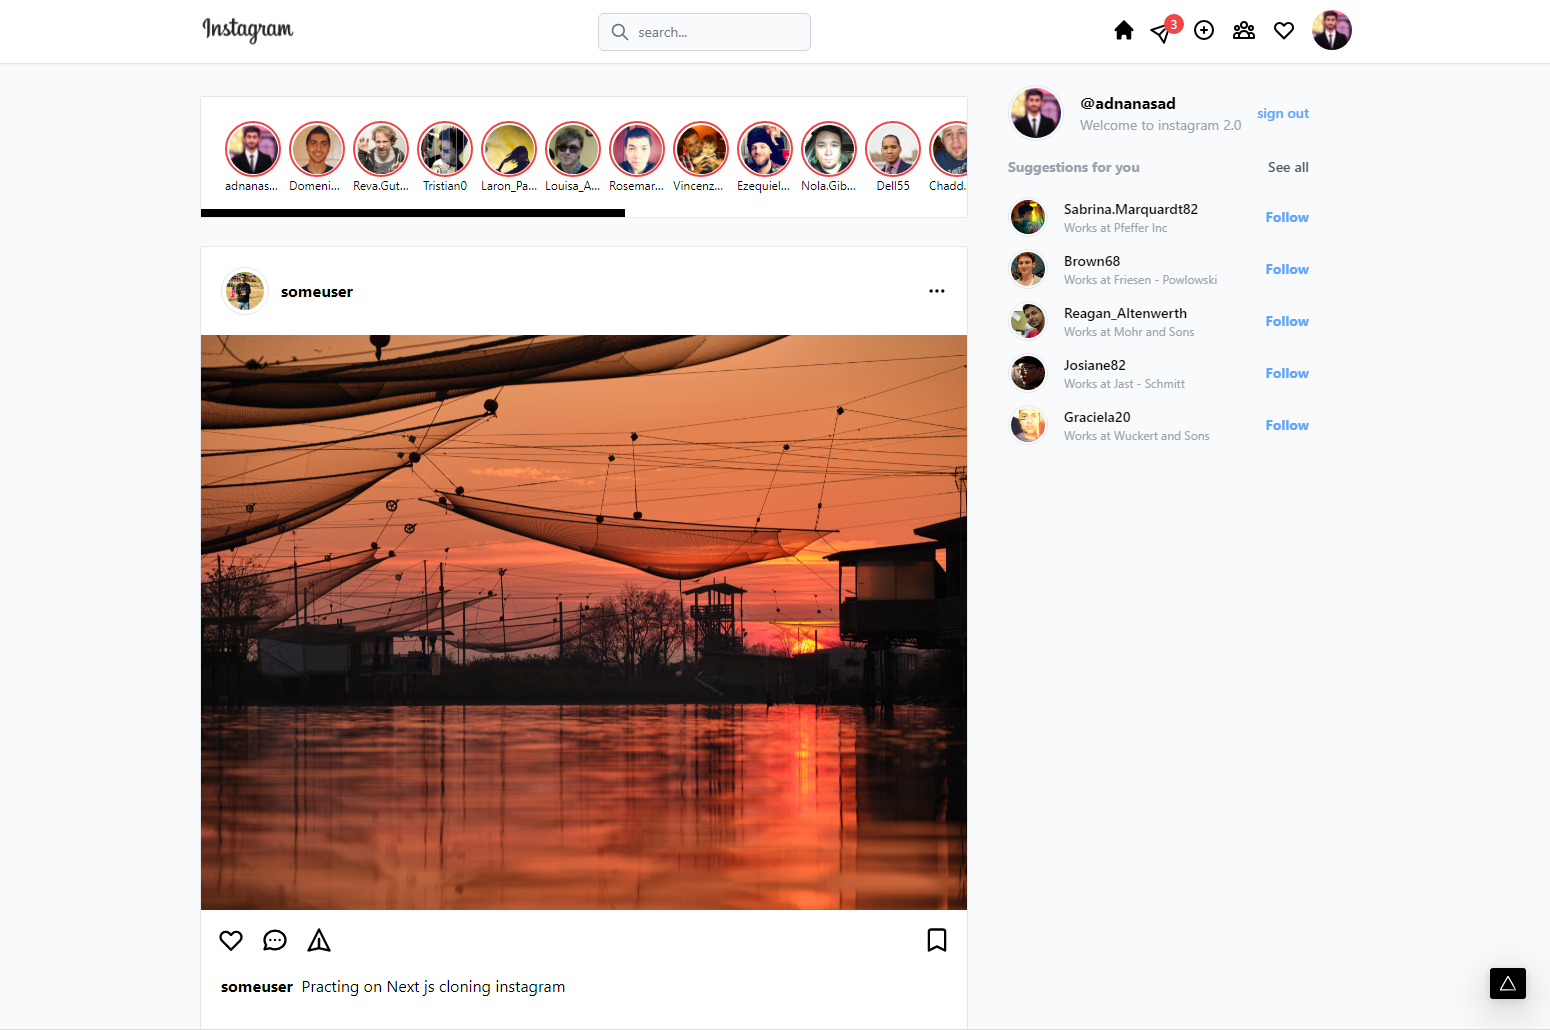 Instagram
search...
3
adnanas...
Domeni...
Reva.Gut...
Tristian0
Laron_Pa...
Louisa_A...
Rosemar...
Vincenz...
Ezequiel...
Nola.Gib...
Dell55
Chadd.
someuser
someuser Practing on Next js cloning instagram
@adnanasad
Welcome to instagram 2.0
sign out
Suggestions for you
See all
Sabrina.Marquardt82
Works at Pfeffer Inc
Follow
Brown68
Works at Friesen - Powlowski
Follow
Reagan_Altenwerth
Works at Mohr and Sons
Follow
Josiane82
Works at Jast - Schmitt
Follow
Graciela20
Works at Wuckert and Sons
Follow